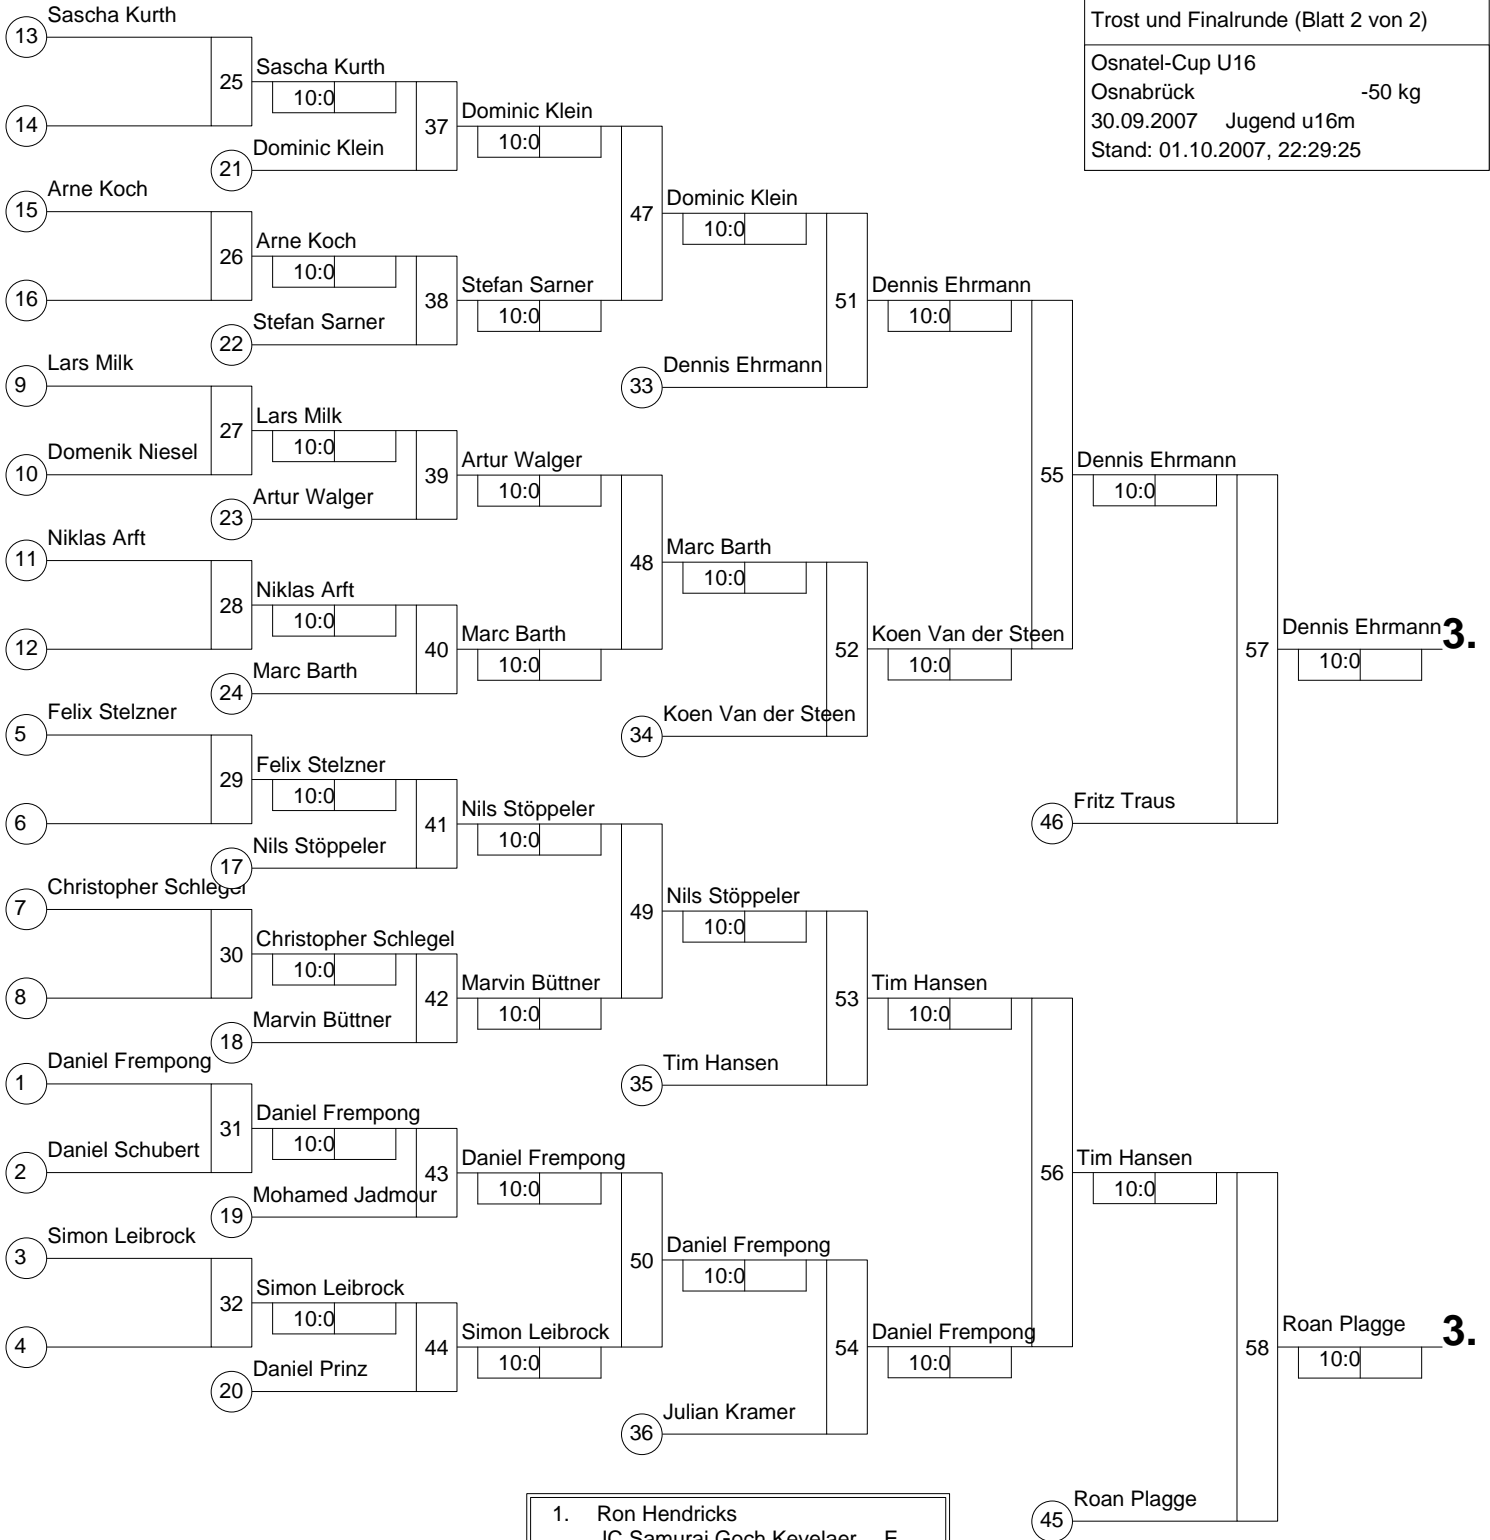 Trost und Finalrunde (Blatt 2 von 2)
Osnatel-Cup U16
Osnabrück -50 kg
30.09.2007 Jugend u16m
Stand: 01.10.2007, 22:29:25
13 Sascha Kurth
14
25 Sascha Kurth
10:0
21 Dominic Klein
37 Dominic Klein
10:0
15 Arne Koch
16
26 Arne Koch
10:0
22 Stefan Sarner
38 Stefan Sarner
10:0
47 Dominic Klein
10:0
33 Dennis Ehrmann
51 Dennis Ehrmann
10:0
9 Lars Milk
10 Domenik Niesel
27 Lars Milk
10:0
23 Artur Walger
39 Artur Walger
10:0
11 Niklas Arft
12
28 Niklas Arft
10:0
24 Marc Barth
40 Marc Barth
10:0
48 Marc Barth
10:0
34 Koen Van der Steen
52 Koen Van der Steen
10:0
55 Dennis Ehrmann
10:0
46 Fritz Traus
57 Dennis Ehrmann 3.
10:0
5 Felix Stelzner
6
29 Felix Stelzner
10:0
17 Nils Stöppeler
41 Nils Stöppeler
10:0
7 Christopher Schlegel
8
30 Christopher Schlegel
10:0
18 Marvin Büttner
42 Marvin Büttner
10:0
49 Nils Stöppeler
10:0
35 Tim Hansen
53 Tim Hansen
10:0
1 Daniel Frempong
2 Daniel Schubert
31 Daniel Frempong
10:0
19 Mohamed Jadmour
43 Daniel Frempong
10:0
3 Simon Leibrock
4
32 Simon Leibrock
10:0
20 Daniel Prinz
44 Simon Leibrock
10:0
50 Daniel Frempong
10:0
36 Julian Kramer
54 Daniel Frempong
10:0
56 Tim Hansen
10:0
45 Roan Plagge
58 Roan Plagge 3.
10:0
1. Ron Hendricks
JC Samurai Goch Kevelaer